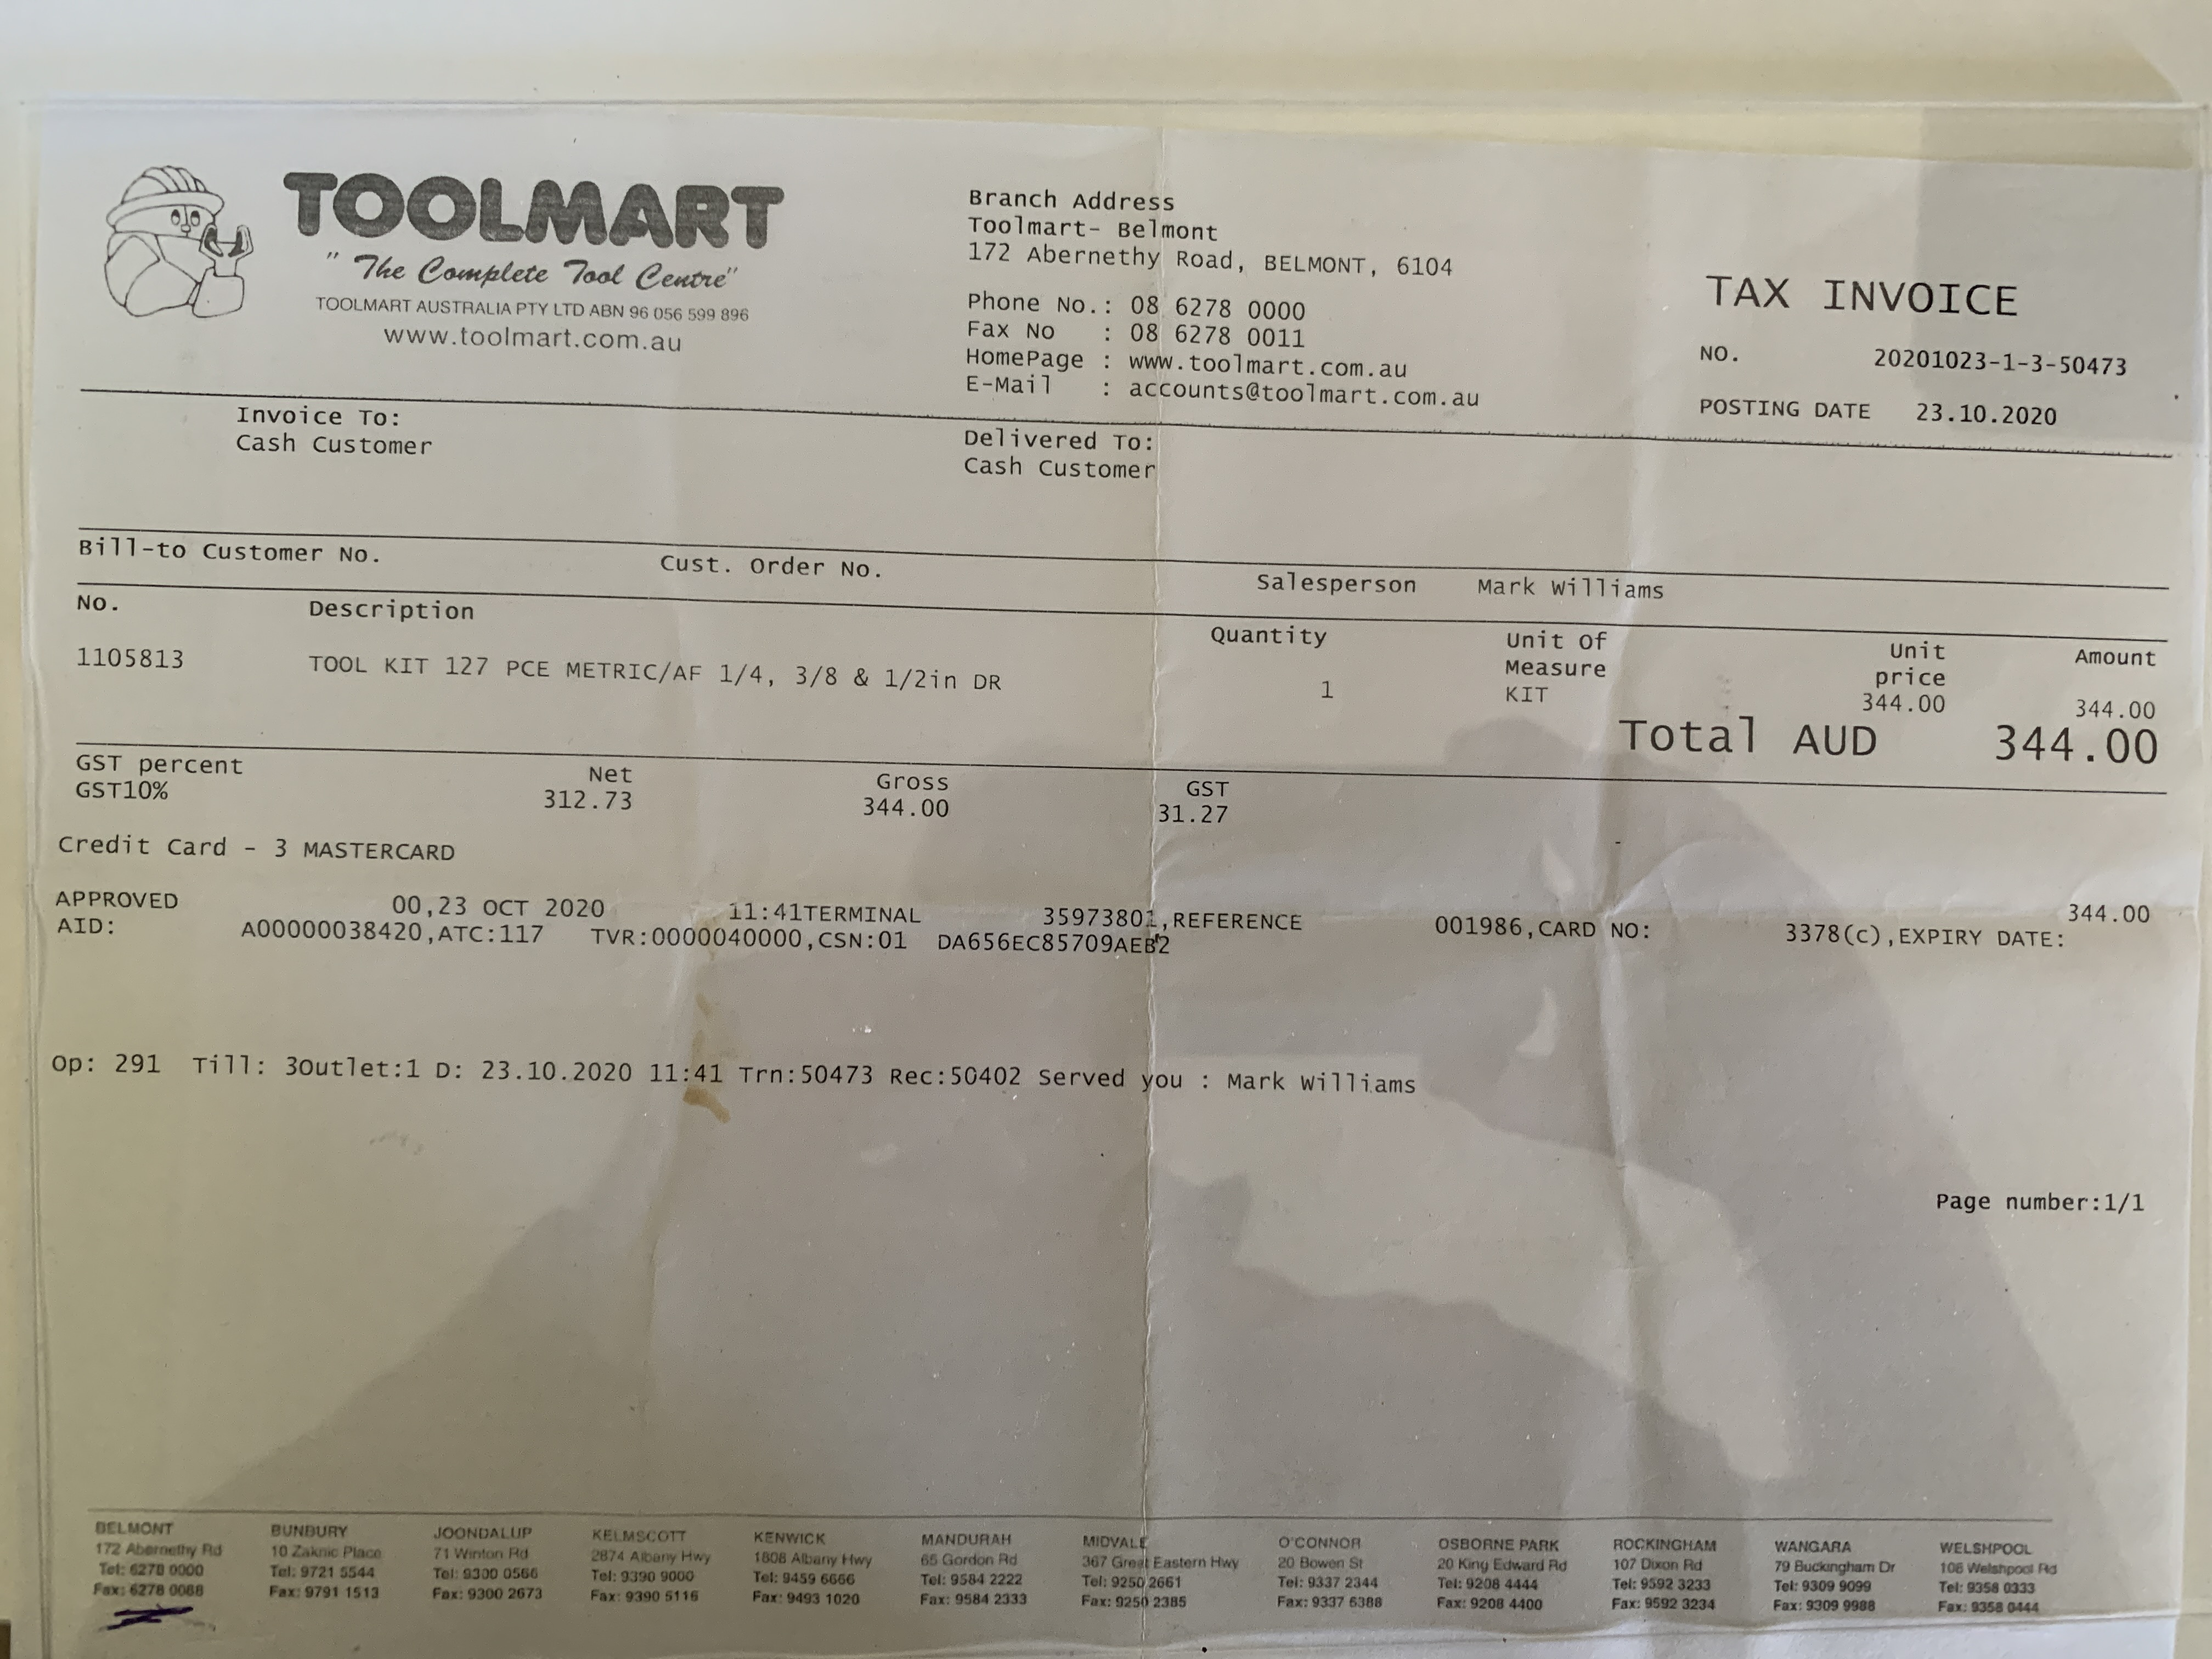 TOOLMART
"The Complete Tool Centre"
TOOLMART AUSTRALIA PTY LTD ABN 96 056 599 896
www.toolmart.com.au
Branch Address
Toolmart- Belmont
172 Abernethy Road, BELMONT, 6104
Phone No.: 08 6278 0000
Fax No : 08 6278 0011
HomePage : www.toolmart.com.au
E-Mail : accounts@toolmart.com.au
TAX INVOICE
NO. 20201023-1-3-50473
POSTING DATE 23.10.2020
Invoice To:
Cash Customer
Delivered To:
Cash Customer
Bill-to Customer No. Cust. Order No. Salesperson Mark Williams
No. Description Quantity Unit of Measure Unit price Amount
1105813 TOOL KIT 127 PCE METRIC/AF 1/4, 3/8 & 1/2in DR 1 KIT 344.00 344.00
Total AUD 344.00
GST percent Net Gross GST
GST10% 312.73 344.00 31.27
Credit Card - 3 MASTERCARD
APPROVED 00,23 OCT 2020 11:41TERMINAL 35973801,REFERENCE 001986,CARD NO: 3378(c),EXPIRY DATE: 344.00
AID: A0000000038420,ATC:117 TVR:0000040000,CSN:01 DA656EC85709AEB2
Op: 291 Till: 3Outlet:1 D: 23.10.2020 11:41 Trn:50473 Rec:50402 Served you : Mark Williams
Page number:1/1
BELMONT
172 Abernethy Rd
Tel: 6278 0000
Fax: 6278 0088
BUNBURY
10 Zaknic Place
Tel: 9721 5544
Fax: 9791 1513
JOONDALUP
71 Winton Rd
Tel: 9300 0566
Fax: 9300 2673
KELMSCOTT
2874 Albany Hwy
Tel: 9390 9000
Fax: 9390 5116
KENWICK
1808 Albany Hwy
Tel: 9459 6666
Fax: 9493 1020
MANDURAH
65 Gordon Rd
Tel: 9584 2222
Fax: 9584 2333
MIDVALE
367 Great Eastern Hwy
Tel: 9250 2661
Fax: 9250 2385
O'CONNOR
20 Bowen St
Tel: 9337 2344
Fax: 9337 6388
OSBORNE PARK
20 King Edward Rd
Tel: 9208 4444
Fax: 9208 4400
ROCKINGHAM
107 Dixon Rd
Tel: 9592 3233
Fax: 9592 3234
WANGARA
79 Buckingham Dr
Tel: 9309 9099
Fax: 9309 9988
WELSHPOOL
108 Welshpool Rd
Tel: 9358 0333
Fax: 9358 0444